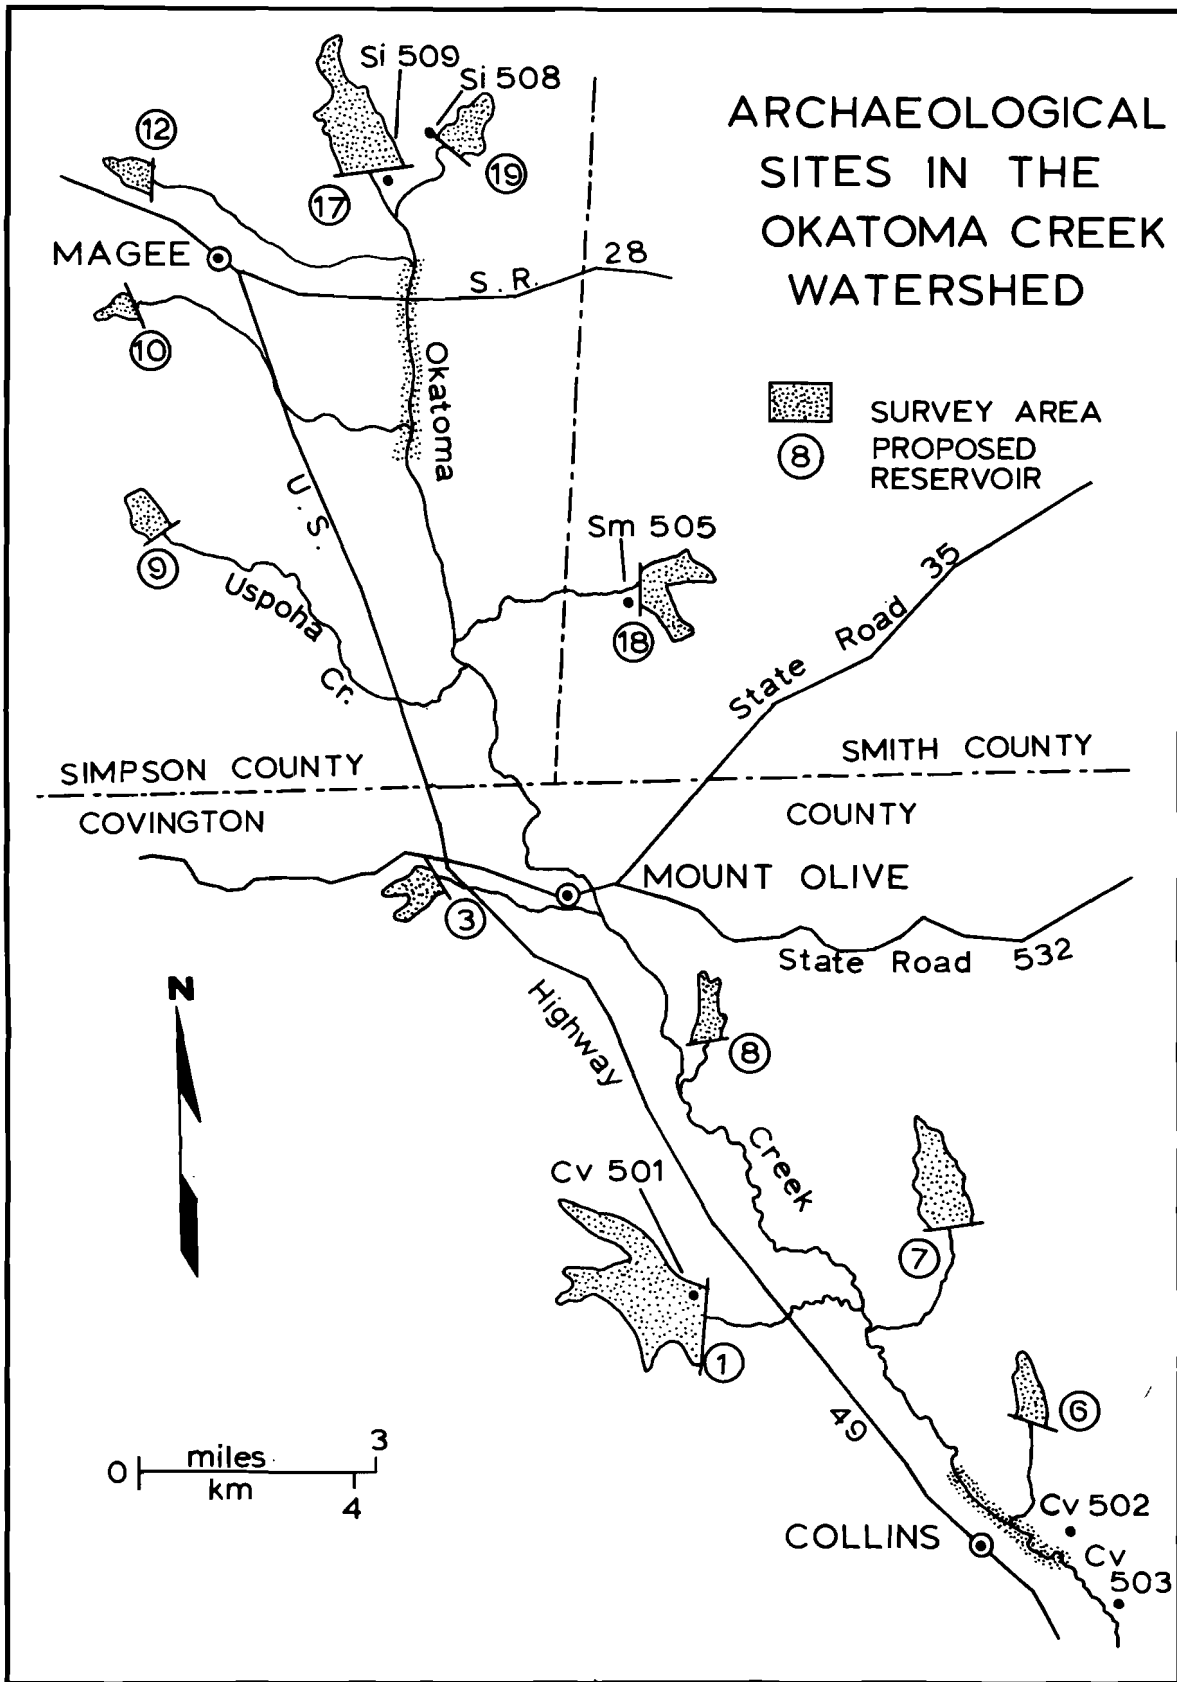 ARCHAEOLOGICAL
SITES IN THE
OKATOMA CREEK
WATERSHED
SURVEY AREA
8 PROPOSED
RESERVOIR
Si 509
Si 508
12
17
19
MAGEE
S.R. 28
10
Okatoma
U.S.
9
Uspoha
Cr.
Sm 505
18
State Road 35
SIMPSON COUNTY
SMITH COUNTY
COVINGTON
COUNTY
MOUNT OLIVE
3
State Road 532
N
Highway
8
Creek
Cv 501
7
1
6
49
0 miles 3
km 4
Cv 502
COLLINS
Cv
503